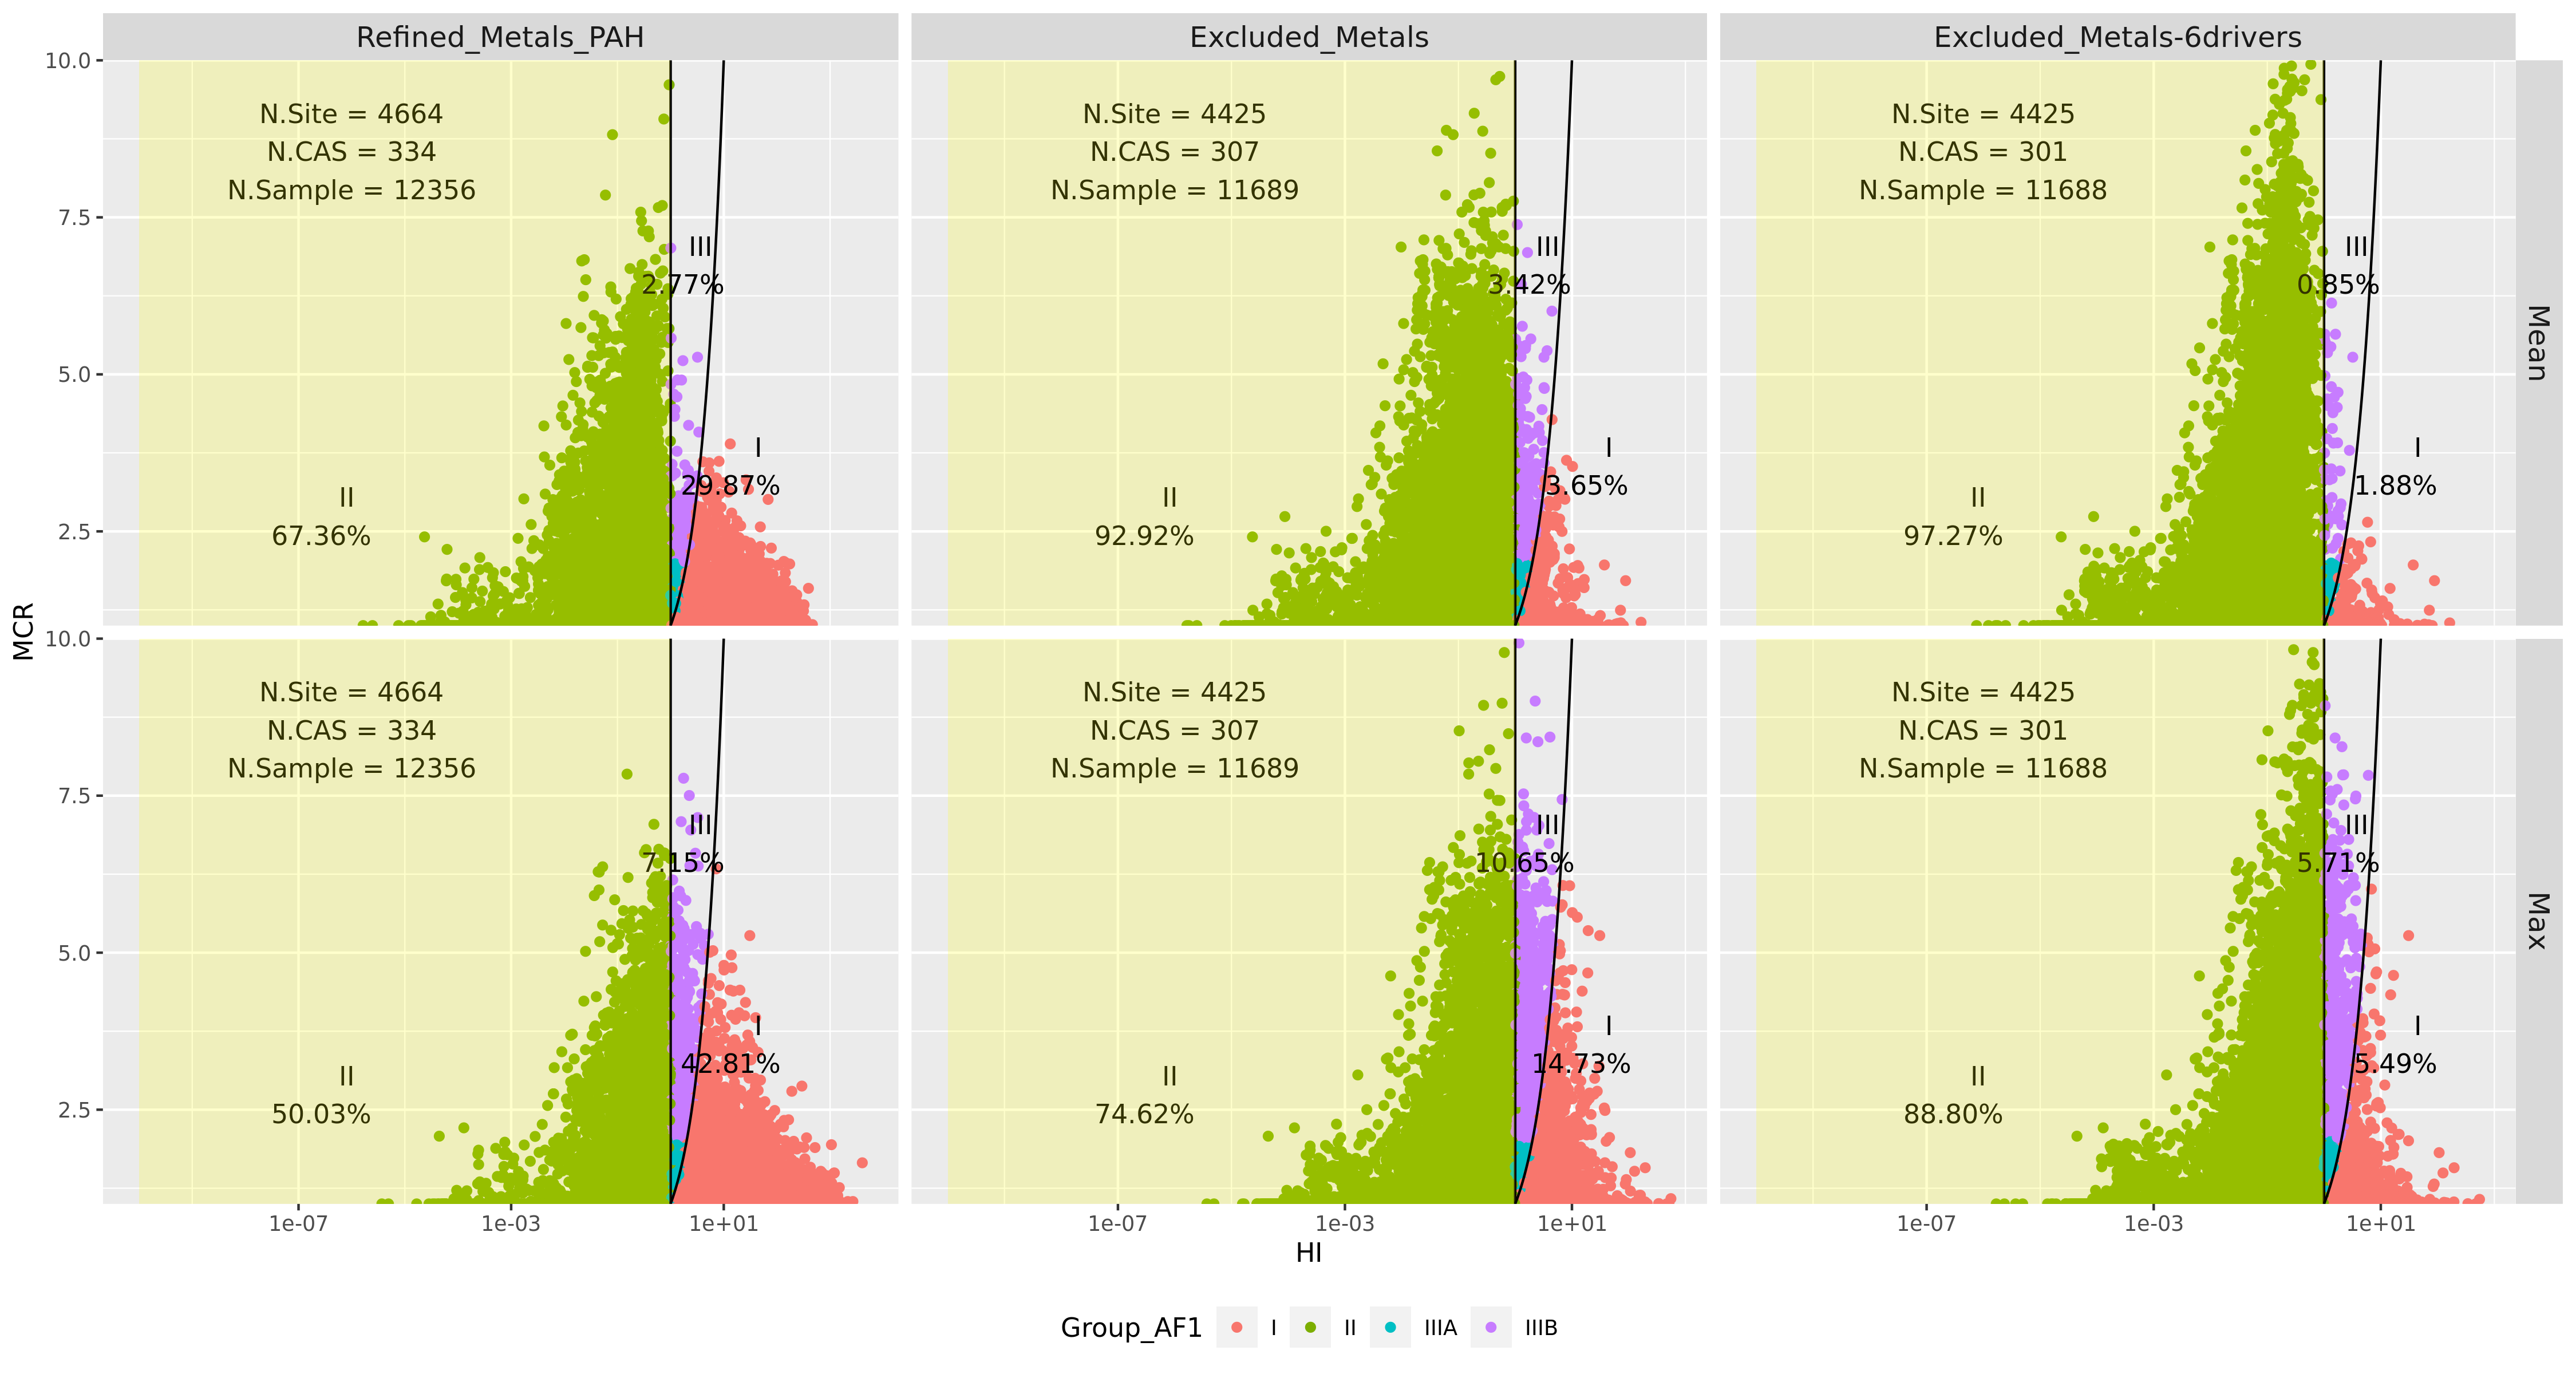 Refined_Metals_PAH
Excluded_Metals
Excluded_Metals-6drivers
10.0
7.5
5.0
2.5
N.Site = 4664
N.CAS = 334
N.Sample = 12356
III
2.77%
I
29.87%
II
67.36%
N.Site = 4425
N.CAS = 307
N.Sample = 11689
III
3.42%
I
3.65%
II
92.92%
N.Site = 4425
N.CAS = 301
N.Sample = 11688
III
0.85%
I
1.88%
II
97.27%
Mean
MCR
10.0
7.5
5.0
2.5
N.Site = 4664
N.CAS = 334
N.Sample = 12356
III
7.15%
I
42.81%
II
50.03%
N.Site = 4425
N.CAS = 307
N.Sample = 11689
III
10.65%
I
14.73%
II
74.62%
N.Site = 4425
N.CAS = 301
N.Sample = 11688
III
5.71%
I
5.49%
II
88.80%
Max
1e-07 1e-03 1e+01
1e-07 1e-03 1e+01
1e-07 1e-03 1e+01
HI
Group_AF1 I II IIIA IIIB